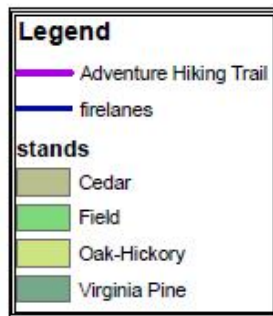 Legend
Adventure Hiking Trail
firelanes
stands
Cedar
Field
Oak-Hickory
Virginia Pine